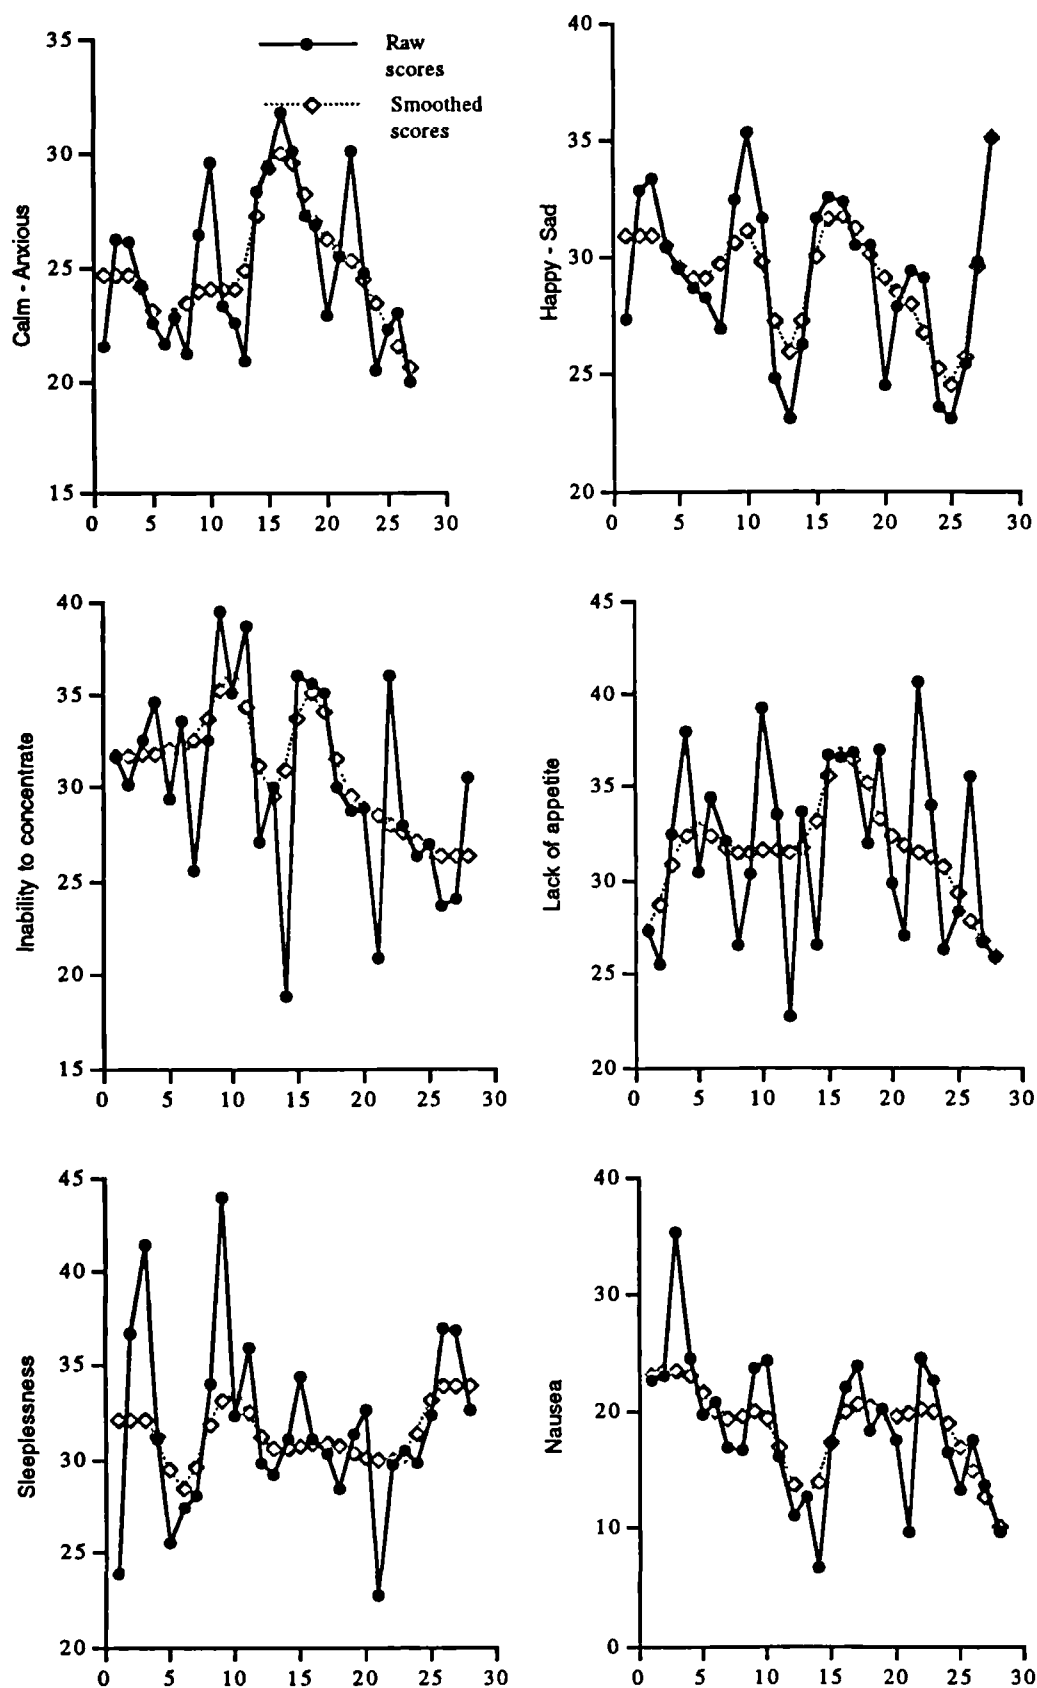 35
30
25
20
15
Calm - Anxious
Raw
scores
Smoothed
scores
0 5 10 15 20 25 30
40
35
30
25
20
Happy - Sad
0 5 10 15 20 25 30
40
35
30
25
20
15
Inability to concentrate
0 5 10 15 20 25 30
45
40
35
30
25
20
Lack of appetite
0 5 10 15 20 25 30
45
40
35
30
25
20
Sleeplessness
0 5 10 15 20 25 30
40
30
20
10
0
Nausea
0 5 10 15 20 25 30